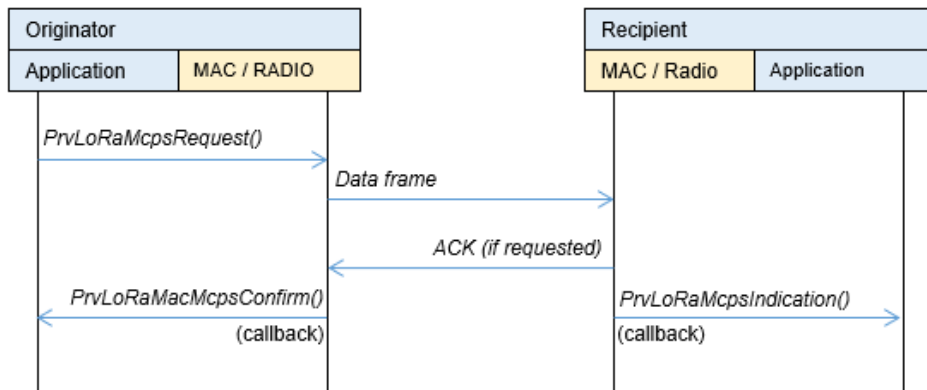 Originator
Recipient
Application
MAC / RADIO
MAC / Radio
Application
PrvLoRaMcpsRequest()
Data frame
ACK (if requested)
PrvLoRaMacMcpsConfirm()
PrvLoRaMcpsIndication()
(callback)
(callback)